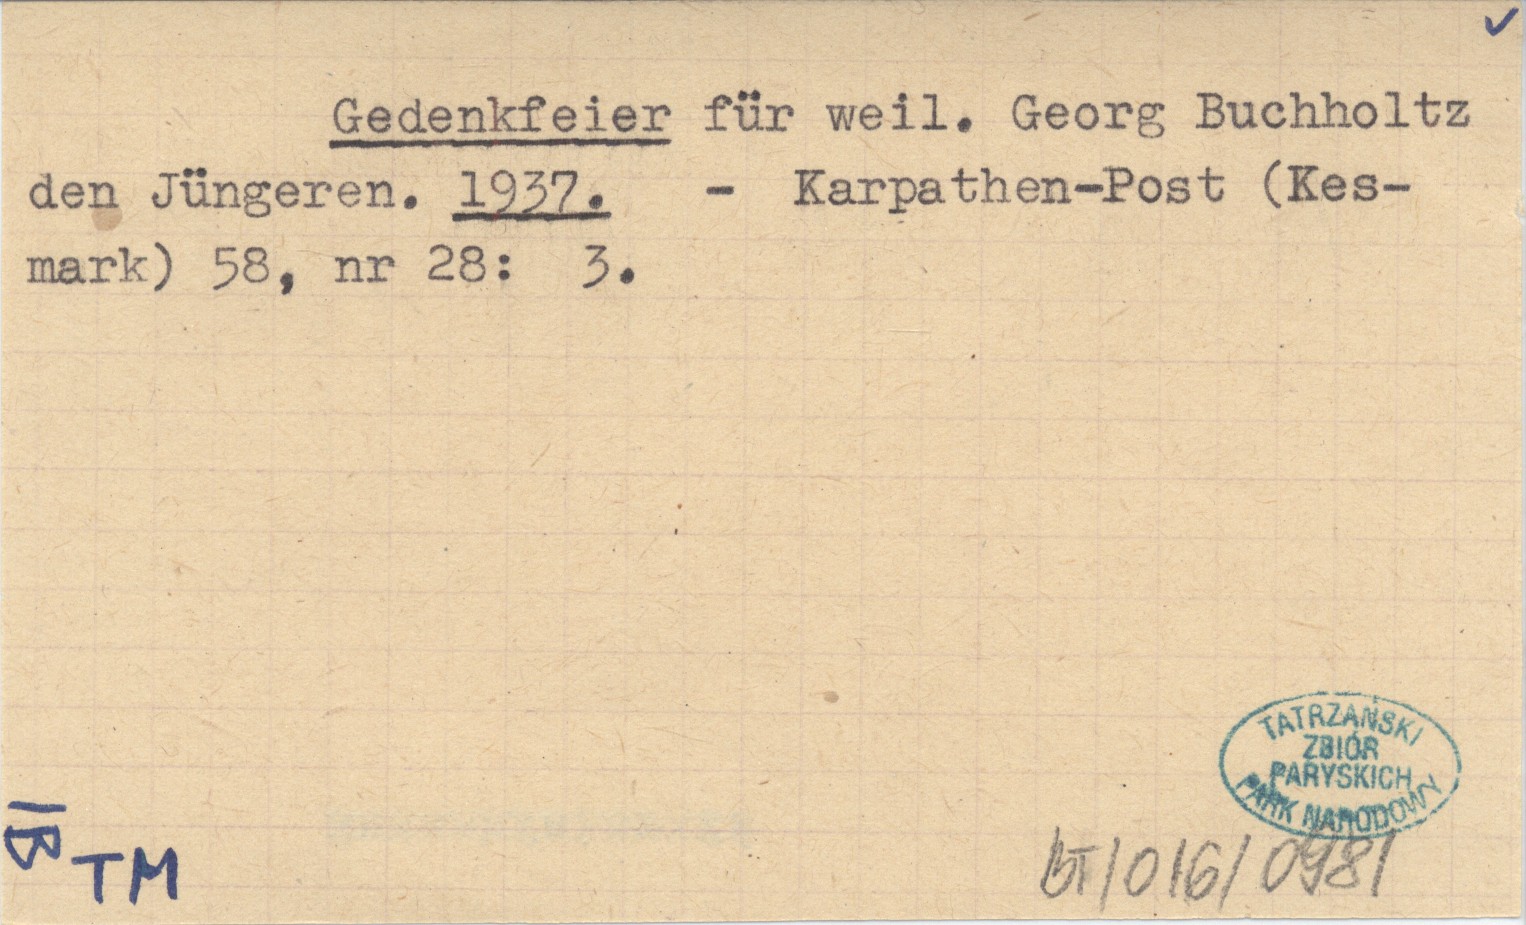 ✓
Gedenkfeier für weil. Georg Buchholtz
den Jüngeren. 1937. - Karpathen-Post (Kes-
mark) 58, nr 28: 3.
TATRZAŃSKI
ZBIÓR
PARYSKICH
PARK NARODOWY
IB
TM
BT/016/0981